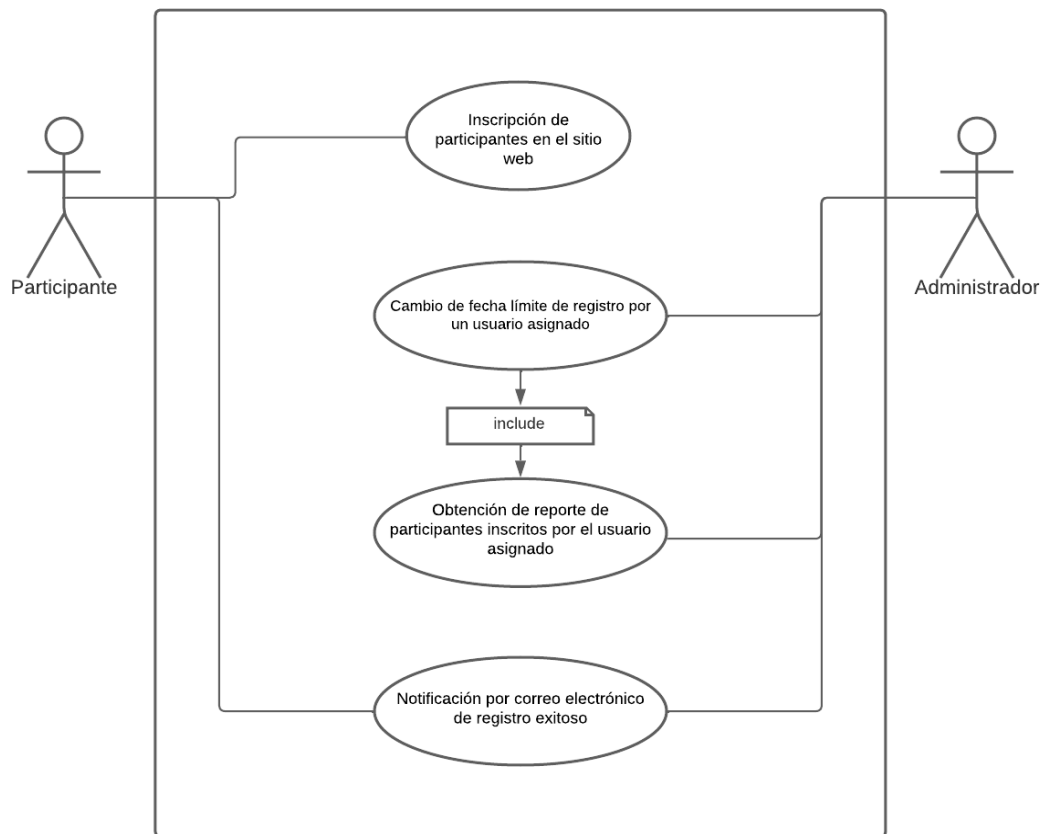 Inscripción de
participantes en el sitio
web
Participante
Administrador
Cambio de fecha límite de registro por
un usuario asignado
include
Obtención de reporte de
participantes inscritos por el usuario
asignado
Notificación por correo electrónico
de registro exitoso